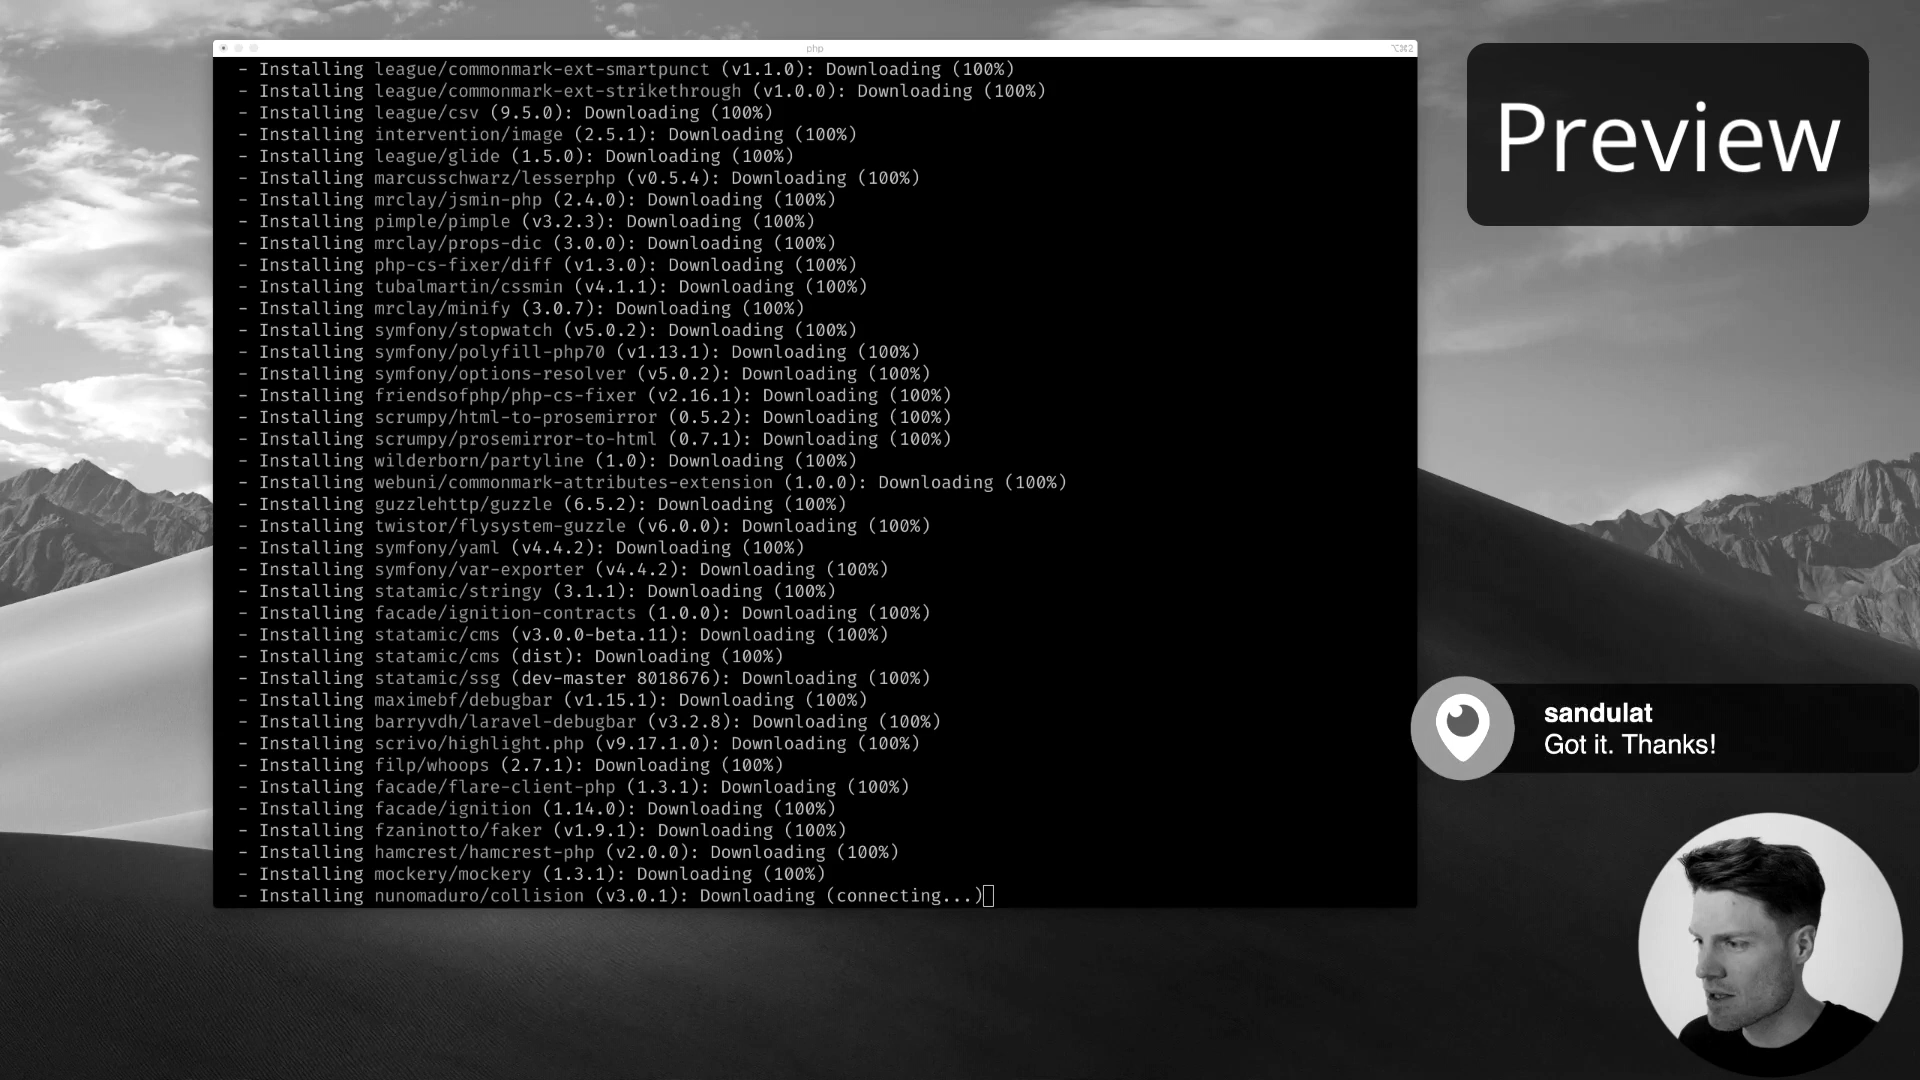 php
⌥⌘2
- Installing league/commonmark-ext-smartpunct (v1.1.0): Downloading (100%)
- Installing league/commonmark-ext-strikethrough (v1.0.0): Downloading (100%)
- Installing league/csv (9.5.0): Downloading (100%)
- Installing intervention/image (2.5.1): Downloading (100%)
- Installing league/glide (1.5.0): Downloading (100%)
- Installing marcusschwarz/lesserphp (v0.5.4): Downloading (100%)
- Installing mrclay/jsmin-php (2.4.0): Downloading (100%)
- Installing pimple/pimple (v3.2.3): Downloading (100%)
- Installing mrclay/props-dic (3.0.0): Downloading (100%)
- Installing php-cs-fixer/diff (v1.3.0): Downloading (100%)
- Installing tubalmartin/cssmin (v4.1.1): Downloading (100%)
- Installing mrclay/minify (3.0.7): Downloading (100%)
- Installing symfony/stopwatch (v5.0.2): Downloading (100%)
- Installing symfony/polyfill-php70 (v1.13.1): Downloading (100%)
- Installing symfony/options-resolver (v5.0.2): Downloading (100%)
- Installing friendsofphp/php-cs-fixer (v2.16.1): Downloading (100%)
- Installing scrumpy/html-to-prosemirror (0.5.2): Downloading (100%)
- Installing scrumpy/prosemirror-to-html (0.7.1): Downloading (100%)
- Installing wilderborn/partyline (1.0): Downloading (100%)
- Installing webuni/commonmark-attributes-extension (1.0.0): Downloading (100%)
- Installing guzzlehttp/guzzle (6.5.2): Downloading (100%)
- Installing twistor/flysystem-guzzle (v6.0.0): Downloading (100%)
- Installing symfony/yaml (v4.4.2): Downloading (100%)
- Installing symfony/var-exporter (v4.4.2): Downloading (100%)
- Installing statamic/stringy (3.1.1): Downloading (100%)
- Installing facade/ignition-contracts (1.0.0): Downloading (100%)
- Installing statamic/cms (v3.0.0-beta.11): Downloading (100%)
- Installing statamic/cms (dist): Downloading (100%)
- Installing statamic/ssg (dev-master 8018676): Downloading (100%)
- Installing maximebf/debugbar (v1.15.1): Downloading (100%)
- Installing barryvdh/laravel-debugbar (v3.2.8): Downloading (100%)
- Installing scrivo/highlight.php (v9.17.1.0): Downloading (100%)
- Installing filp/whoops (2.7.1): Downloading (100%)
- Installing facade/flare-client-php (1.3.1): Downloading (100%)
- Installing facade/ignition (1.14.0): Downloading (100%)
- Installing fzaninotto/faker (v1.9.1): Downloading (100%)
- Installing hamcrest/hamcrest-php (v2.0.0): Downloading (100%)
- Installing mockery/mockery (1.3.1): Downloading (100%)
- Installing nunomaduro/collision (v3.0.1): Downloading (connecting...)
Preview
sandulat
Got it. Thanks!